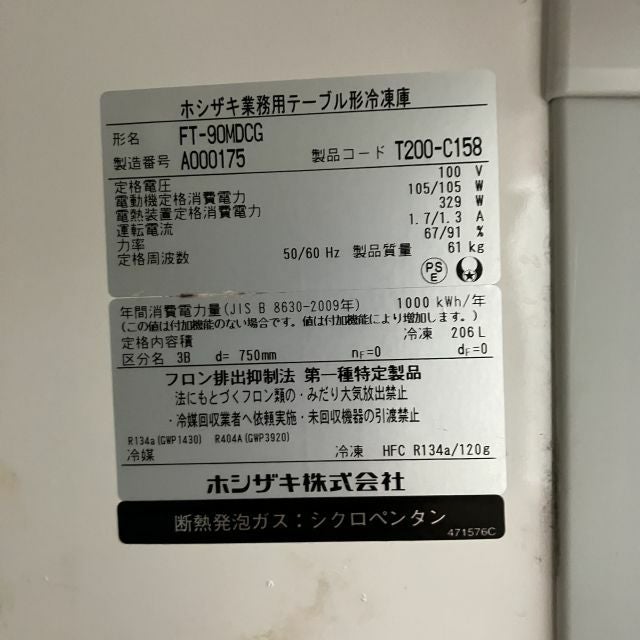 ホシザキ業務用テーブル形冷凍庫
形名 FT-90MDCG
製造番号 A000175 製品コード T200-C158
定格電圧 100 V
電動機定格消費電力 105/105 W
電熱装置定格消費電力 329 W
運転電流 1.7/1.3 A
力率 67/91 %
定格周波数 50/60 Hz 製品質量 61 kg
PS
E
年間消費電力量(JIS B 8630-2009年) 1000 kWh/年
(この値は付加機能のない場合です。値は付加機能により増加します。)
定格内容積 冷凍 206 L
区分名 3B d= 750mm nF=0 dF=0
フロン排出抑制法 第一種特定製品
法にもとづくフロン類の・みだり大気放出禁止
・冷媒回収業者へ依頼実施・未回収機器の引渡禁止
R134a(GWP1430) R404A(GWP3920)
冷媒 冷凍 HFC R134a/120g
ホシザキ株式会社
断熱発泡ガス：シクロペンタン
471576C